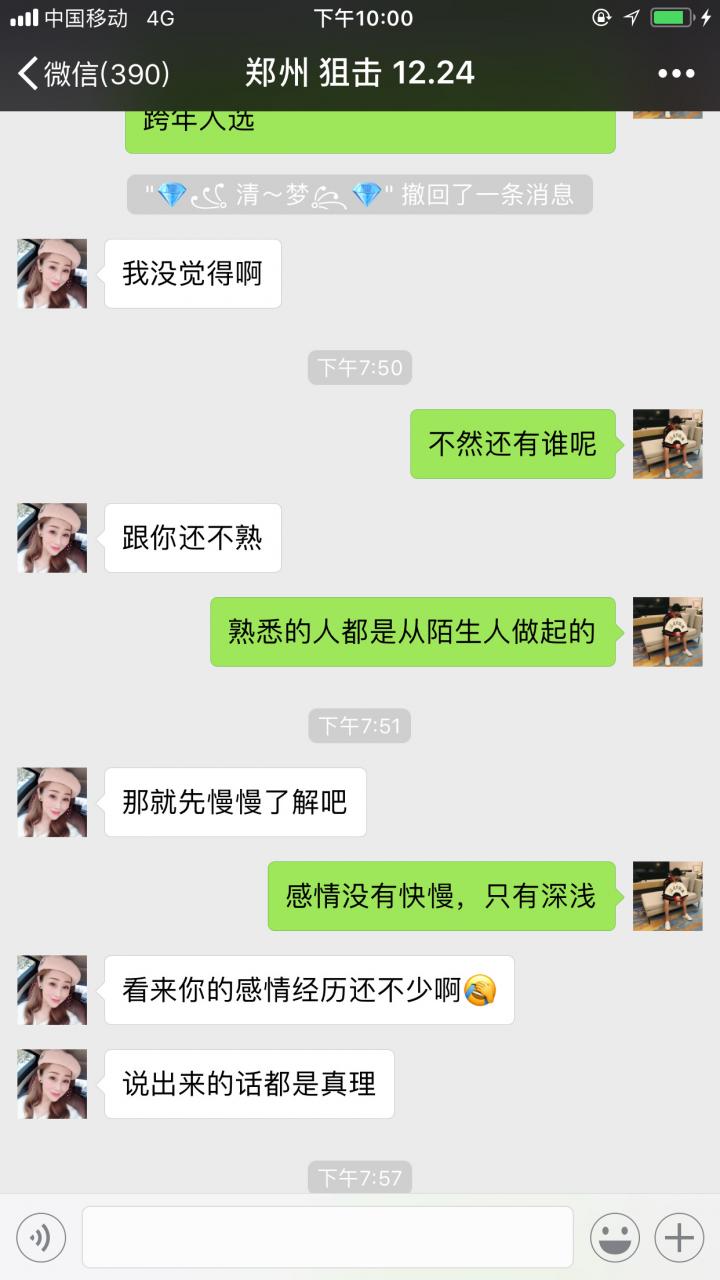 中国移动 4G 下午10:00
微信(390) 郑州 狙击 12.24
跨年人选
"💎 清～梦 💎" 撤回了一条消息
我没觉得啊
下午7:50
不然还有谁呢
跟你还不熟
熟悉的人都是从陌生人做起的
下午7:51
那就先慢慢了解吧
感情没有快慢，只有深浅
看来你的感情经历还不少啊🤦
说出来的话都是真理
下午7:57